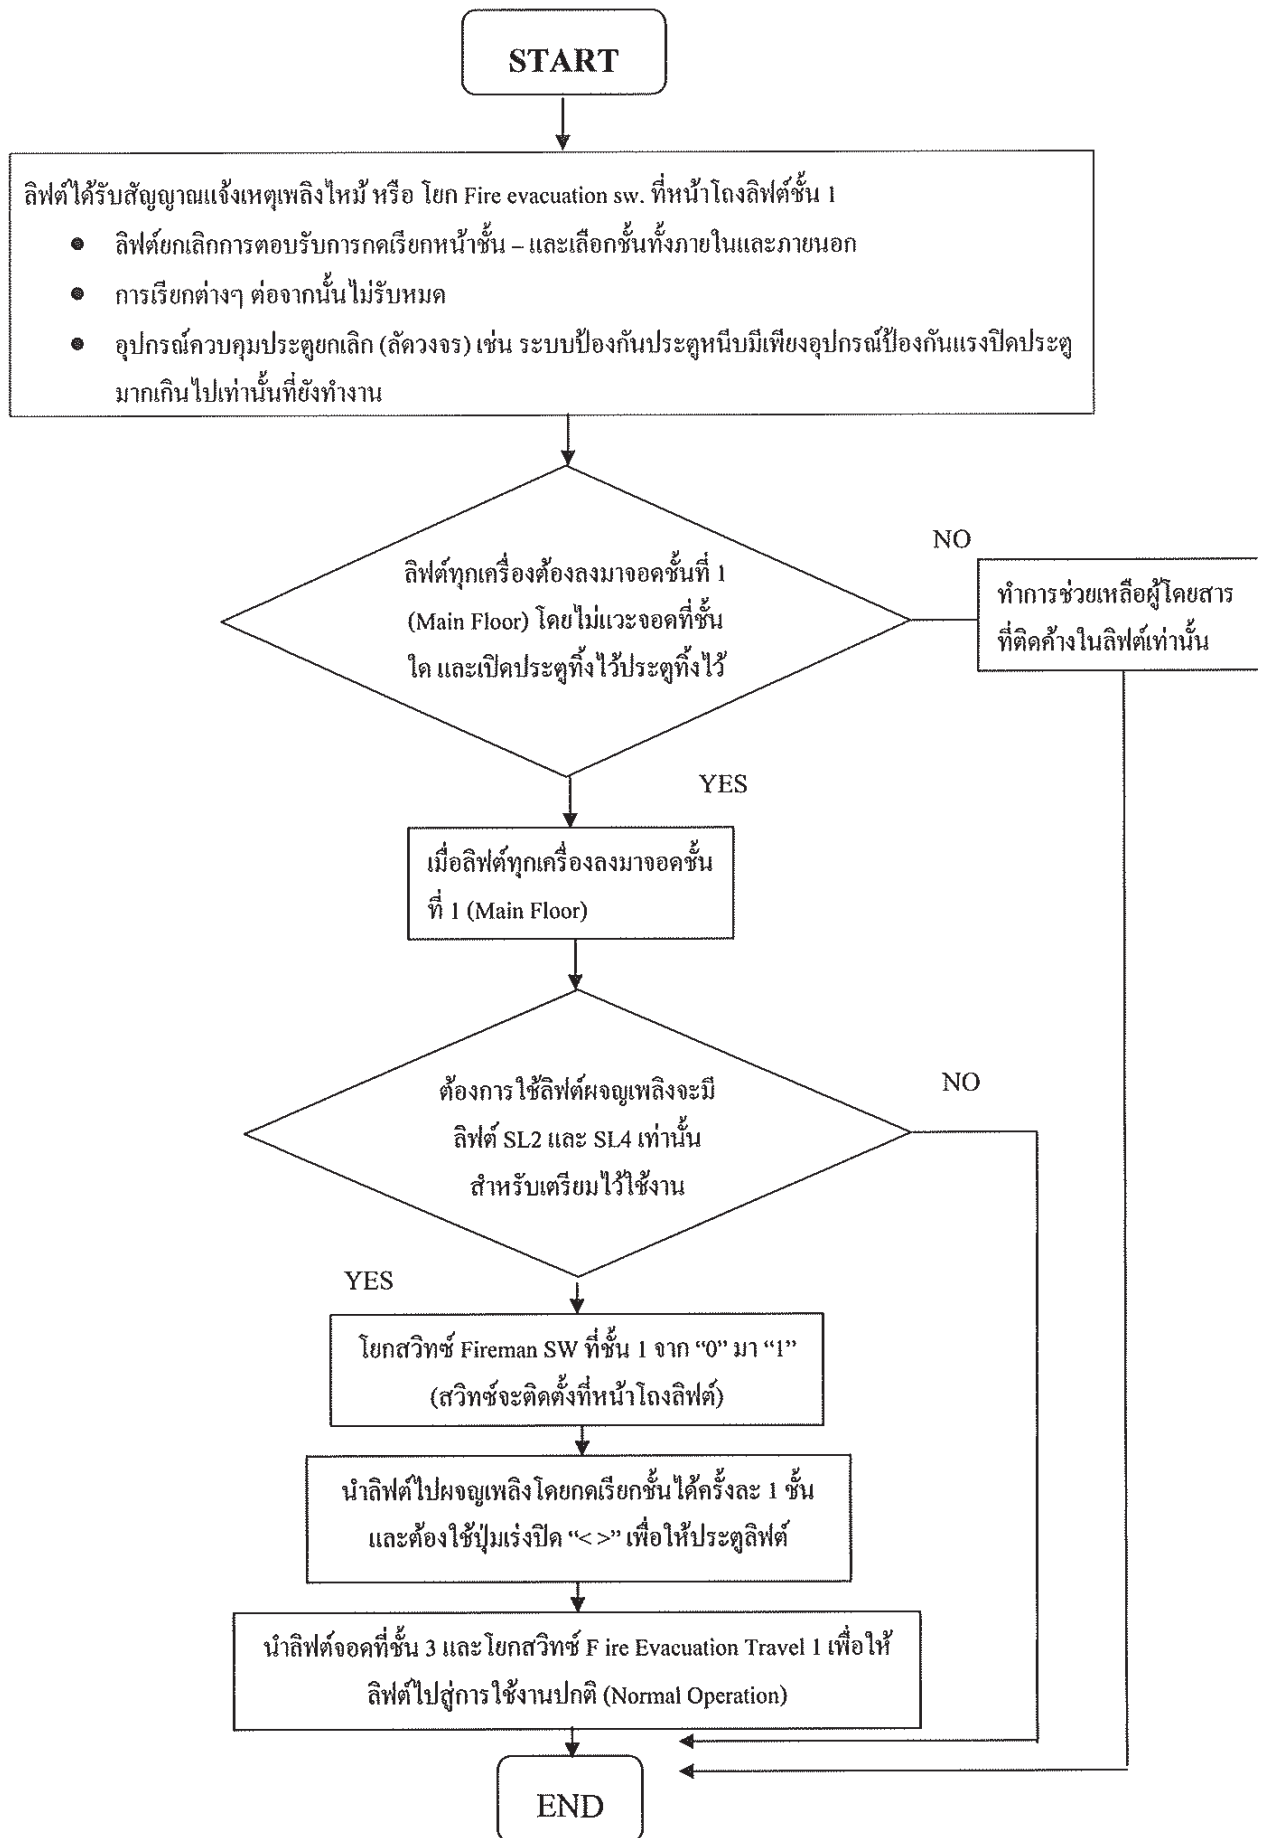 START
ลิฟต์ได้รับสัญญาณแจ้งเหตุเพลิงไหม้ หรือ โยก Fire evacuation sw. ที่หน้าโถงลิฟต์ชั้น 1
● ลิฟต์ยกเลิกการตอบรับการกดเรียกหน้าชั้น – และเลือกชั้นทั้งภายในและภายนอก
● การเรียกต่างๆ ต่อจากนั้นไม่รับหมด
● อุปกรณ์ควบคุมประตูยกเลิก (ลัดวงจร) เช่น ระบบป้องกันประตูหนีบมีเพียงอุปกรณ์ป้องกันแรงปิดประตู
มากเกินไปเท่านั้นที่ยังทำงาน
NO
ลิฟต์ทุกเครื่องต้องลงมาจอดชั้นที่ 1
(Main Floor) โดยไม่แวะจอดที่ชั้น
ใด และเปิดประตูทิ้งไว้ประตูทิ้งไว้
ทำการช่วยเหลือผู้โดยสาร
ที่ติดค้างในลิฟต์เท่านั้น
YES
เมื่อลิฟต์ทุกเครื่องลงมาจอดชั้น
ที่ 1 (Main Floor)
NO
ต้องการใช้ลิฟต์ผจญเพลิงจะมี
ลิฟต์ SL2 และ SL4 เท่านั้น
สำหรับเตรียมไว้ใช้งาน
YES
โยกสวิทซ์ Fireman SW ที่ชั้น 1 จาก “0” มา “1”
(สวิทซ์จะติดตั้งที่หน้าโถงลิฟต์)
นำลิฟต์ไปผจญเพลิงโดยกดเรียกชั้นได้ครั้งละ 1 ชั้น
และต้องใช้ปุ่มเร่งปิด “< >” เพื่อให้ประตูลิฟต์
นำลิฟต์จอดที่ชั้น 3 และโยกสวิทซ์ F ire Evacuation Travel 1 เพื่อให้
ลิฟต์ไปสู่การใช้งานปกติ (Normal Operation)
END